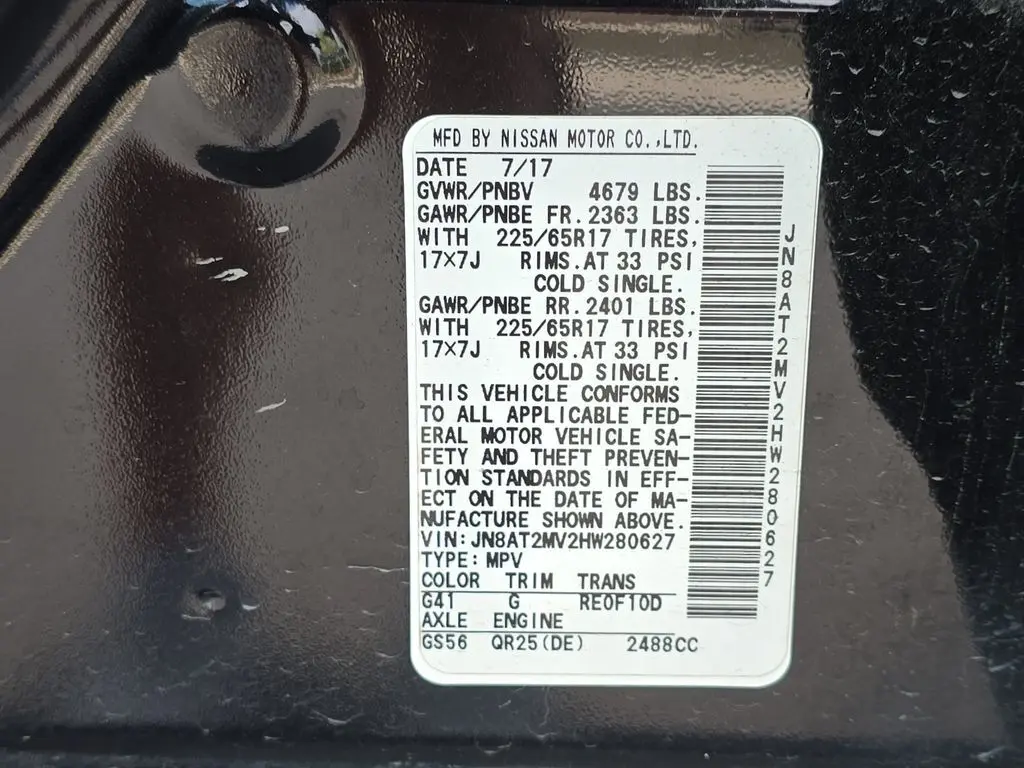 MFD BY NISSAN MOTOR CO.,LTD.
DATE 7/17
GVWR/PNBV 4679 LBS.
GAWR/PNBE FR.2363 LBS.
WITH 225/65R17 TIRES,
17×7J RIMS.AT 33 PSI
COLD SINGLE.
GAWR/PNBE RR.2401 LBS.
WITH 225/65R17 TIRES,
17×7J RIMS.AT 33 PSI
COLD SINGLE.
THIS VEHICLE CONFORMS
TO ALL APPLICABLE FED-
ERAL MOTOR VEHICLE SA-
FETY AND THEFT PREVEN-
TION STANDARDS IN EFF-
ECT ON THE DATE OF MA-
NUFACTURE SHOWN ABOVE.
VIN:JN8AT2MV2HW280627
TYPE:MPV
COLOR TRIM TRANS
G41 G RE0F10D
AXLE ENGINE
GS56 QR25(DE) 2488CC
JN8AT2MV2HW280627